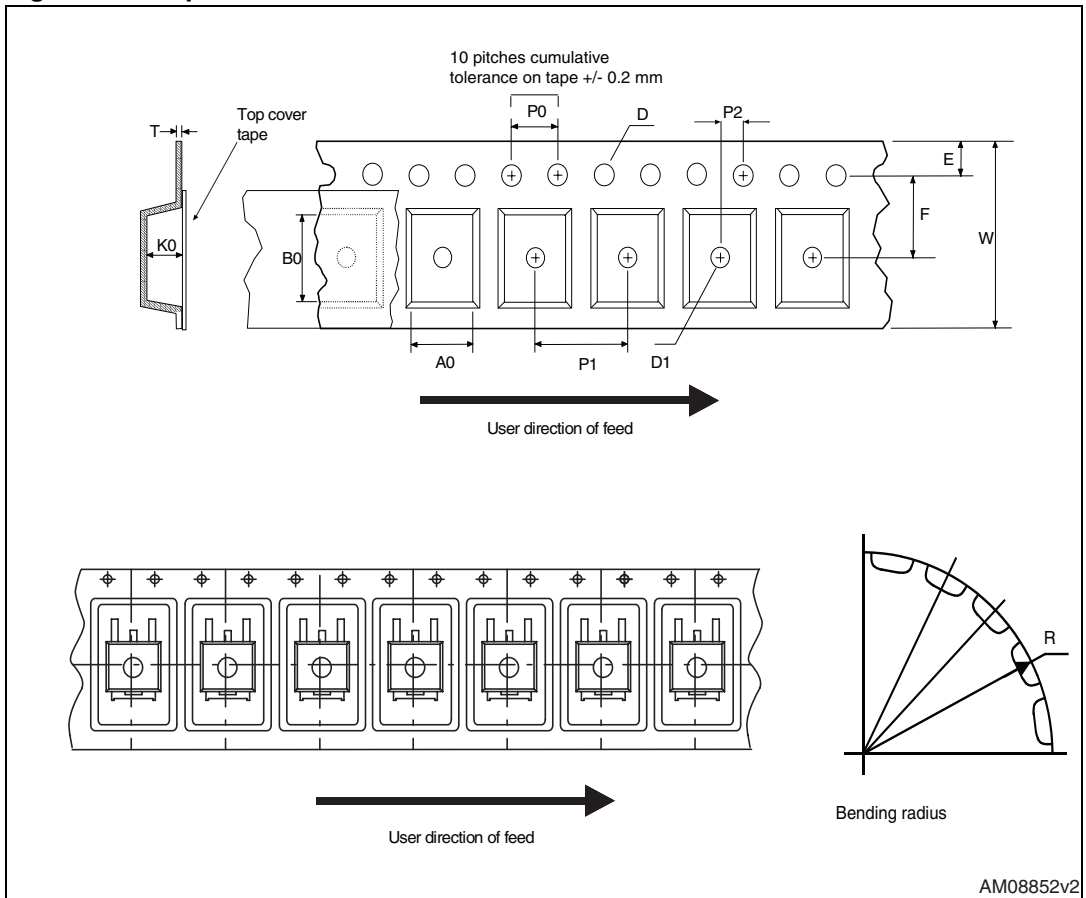 10 pitches cumulative
tolerance on tape +/- 0.2 mm
P0
D
P2
T
Top cover
tape
E
F
W
K0
B0
A0
P1
D1
User direction of feed
R
User direction of feed
Bending radius
AM08852v2